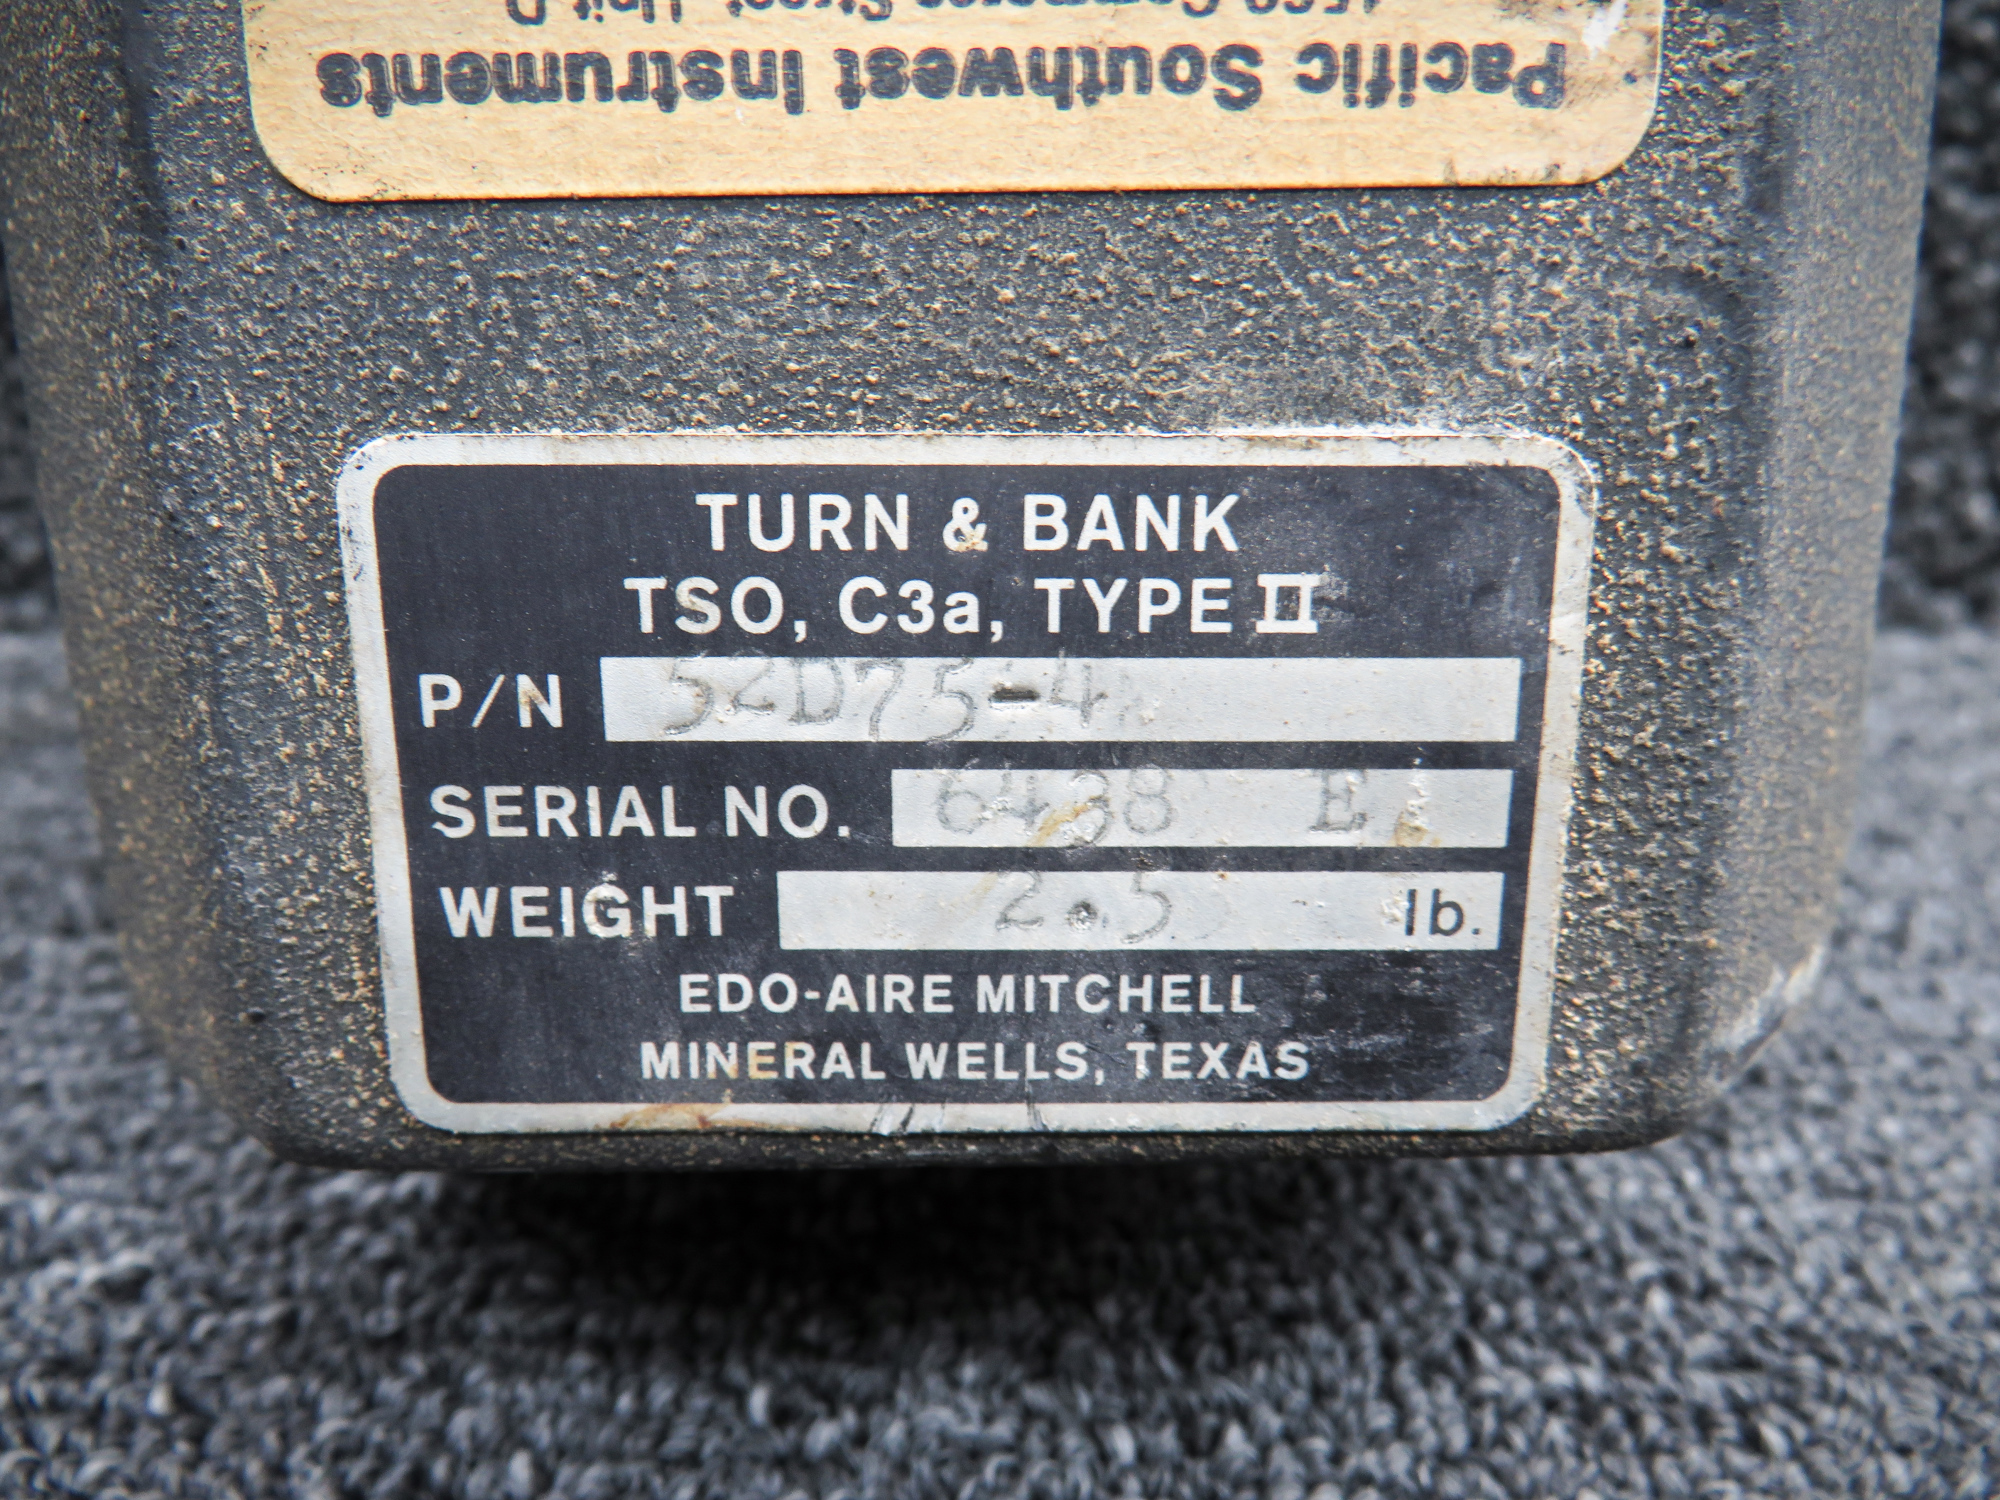 Pacific Southwest Instruments
TURN & BANK
TSO, C3a, TYPE II
P/N 52D75-4
SERIAL NO. 6438 E
WEIGHT 2.5 lb.
EDO-AIRE MITCHELL
MINERAL WELLS, TEXAS